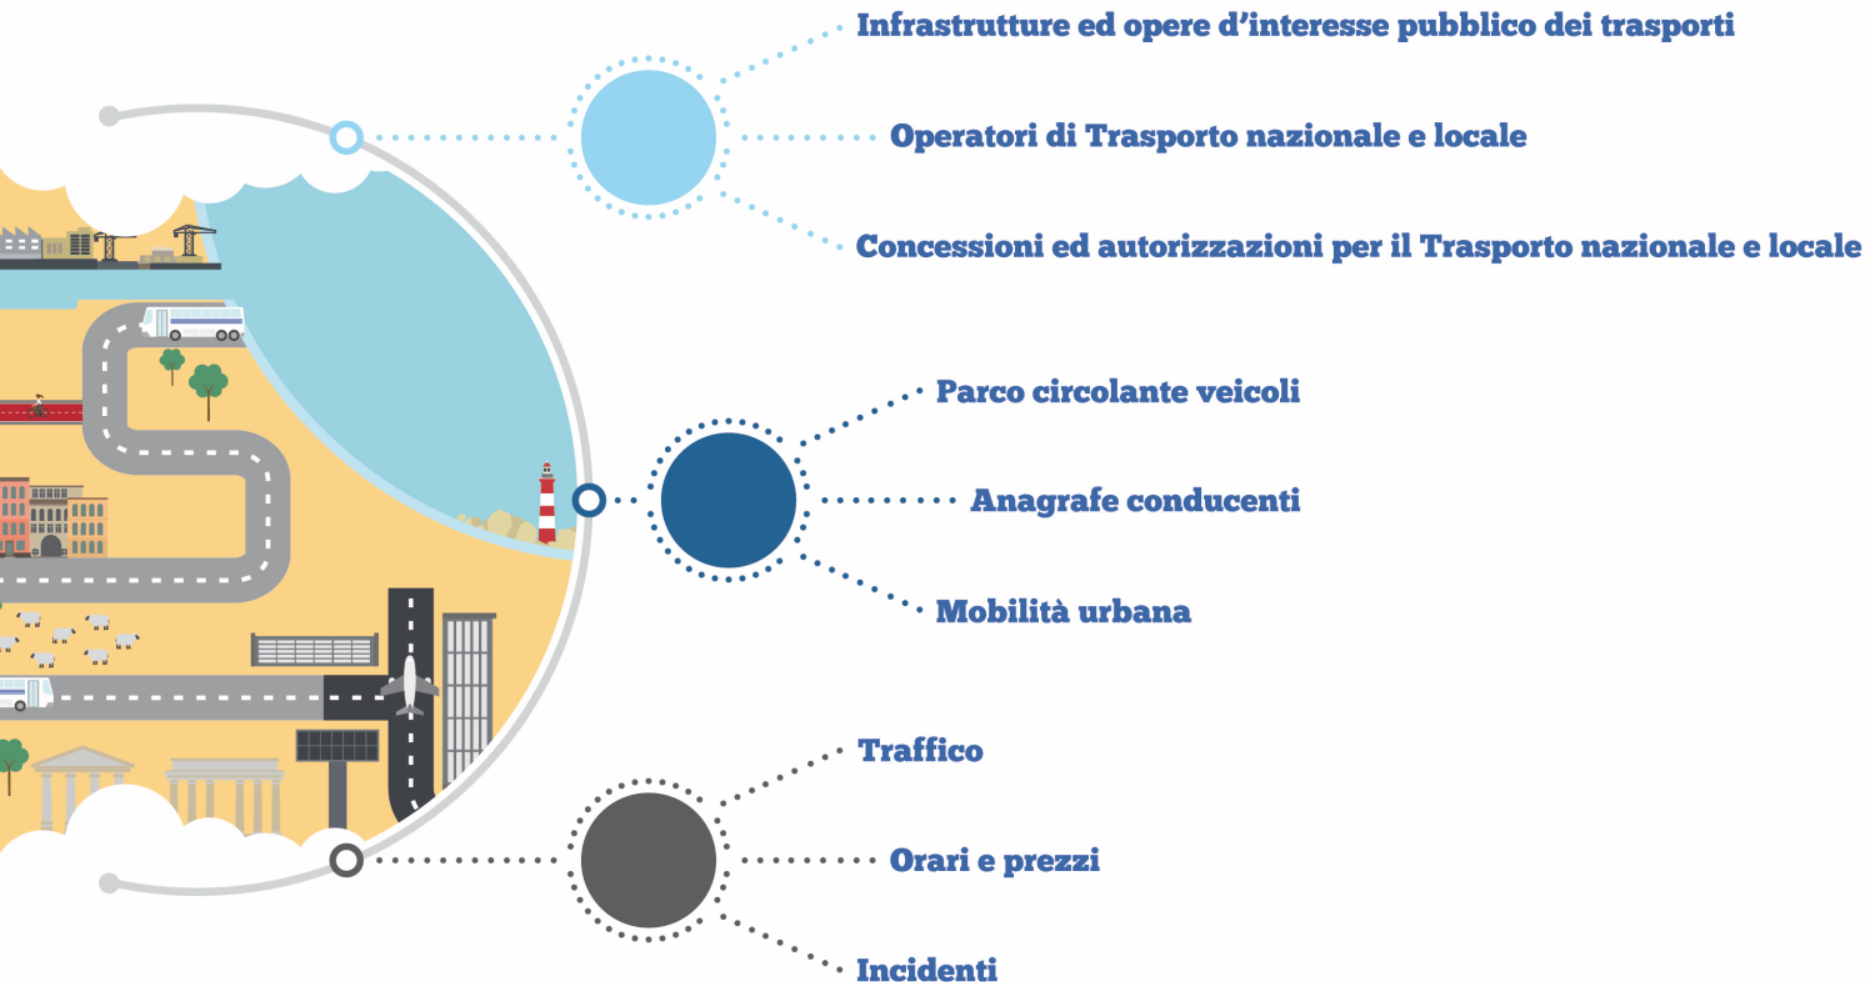 Infrastrutture ed opere d'interesse pubblico dei trasporti
Operatori di Trasporto nazionale e locale
Concessioni ed autorizzazioni per il Trasporto nazionale e locale
Parco circolante veicoli
Anagrafe conducenti
Mobilità urbana
Traffico
Orari e prezzi
Incidenti